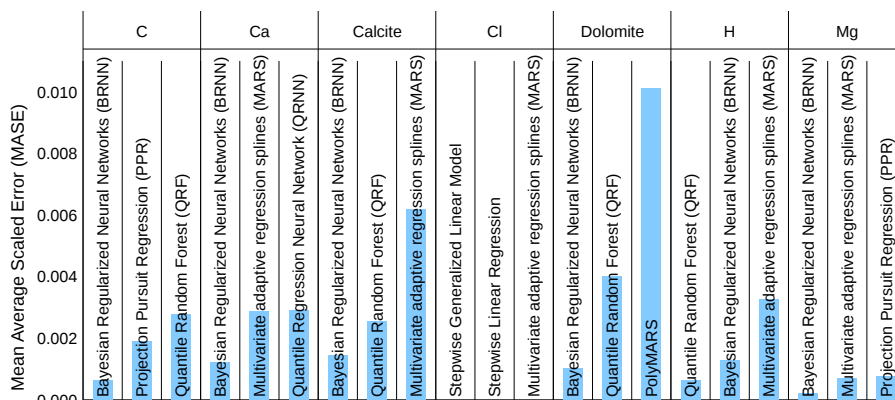 C
Ca
Calcite
Cl
Dolomite
H
Mg
Mean Average Scaled Error (MASE)
0.010
0.008
0.006
0.004
0.002
0.000
Bayesian Regularized Neural Networks (BRNN)
Projection Pursuit Regression (PPR)
Quantile Random Forest (QRF)
Bayesian Regularized Neural Networks (BRNN)
Multivariate adaptive regression splines (MARS)
Quantile Regression Neural Network (QRNN)
Bayesian Regularized Neural Networks (BRNN)
Quantile Random Forest (QRF)
Multivariate adaptive regression splines (MARS)
Stepwise Generalized Linear Model
Stepwise Linear Regression
Multivariate adaptive regression splines (MARS)
Bayesian Regularized Neural Networks (BRNN)
Quantile Random Forest (QRF)
PolyMARS
Quantile Random Forest (QRF)
Bayesian Regularized Neural Networks (BRNN)
Multivariate adaptive regression splines (MARS)
Bayesian Regularized Neural Networks (BRNN)
Multivariate adaptive regression splines (MARS)
Projection Pursuit Regression (PPR)